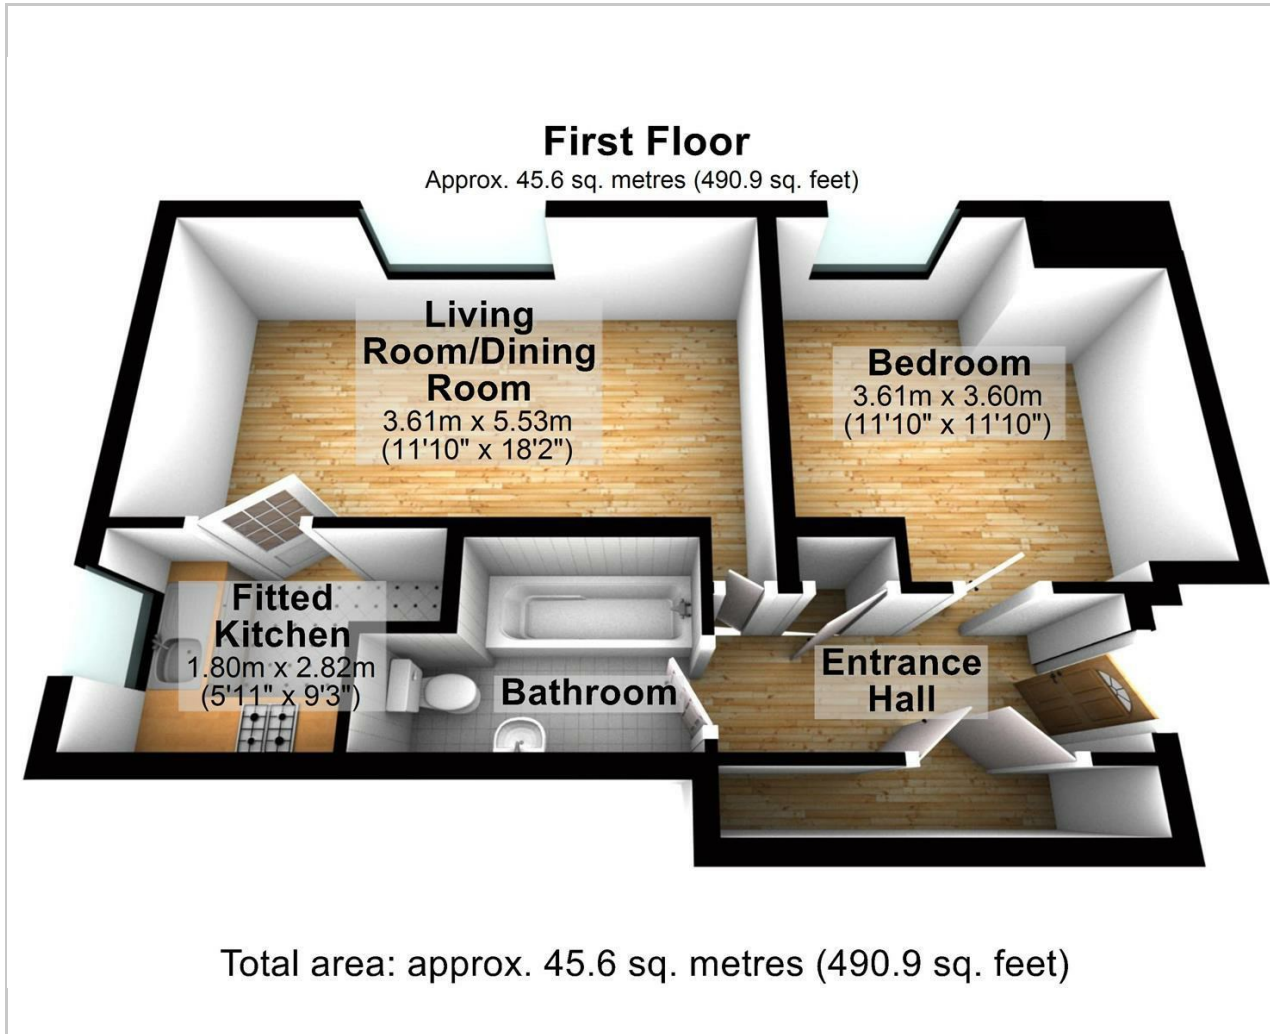 First Floor
Approx. 45.6 sq. metres (490.9 sq. feet)
Living
Room/Dining
Room
3.61m x 5.53m
(11'10" x 18'2")
Bedroom
3.61m x 3.60m
(11'10" x 11'10")
Fitted
Kitchen
1.80m x 2.82m
(5'11" x 9'3")
Bathroom
Entrance
Hall
Total area: approx. 45.6 sq. metres (490.9 sq. feet)